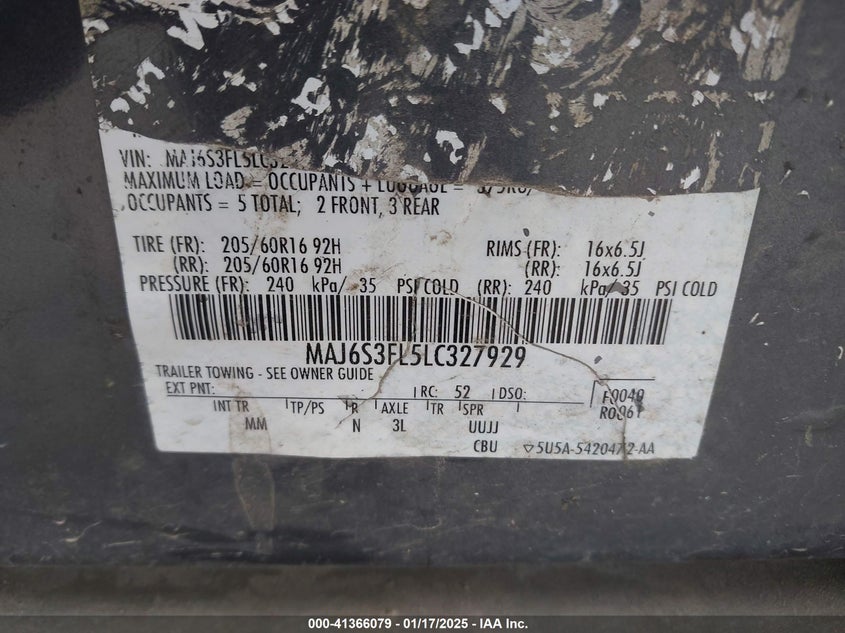 VIN: MAJ6S3FL5LC32
MAXIMUM LOAD = OCCUPANTS + LUGGAGE =
OCCUPANTS = 5 TOTAL; 2 FRONT, 3 REAR
TIRE (FR): 205/60R16 92H RIMS (FR): 16x6.5J
(RR): 205/60R16 92H (RR): 16x6.5J
PRESSURE (FR): 240 kPa/ 35 PSI COLD (RR): 240 kPa/ 35 PSI COLD
MAJ6S3FL5LC327929
TRAILER TOWING - SEE OWNER GUIDE
EXT PNT: RC: 52 DSO: F0040
R0061
INT TR TP/PS R AXLE TR SPR
MM N 3L UUJJ
CBU 5U5A-5420472-AA
000-41366079 — 01/17/2025 — IAA Inc.